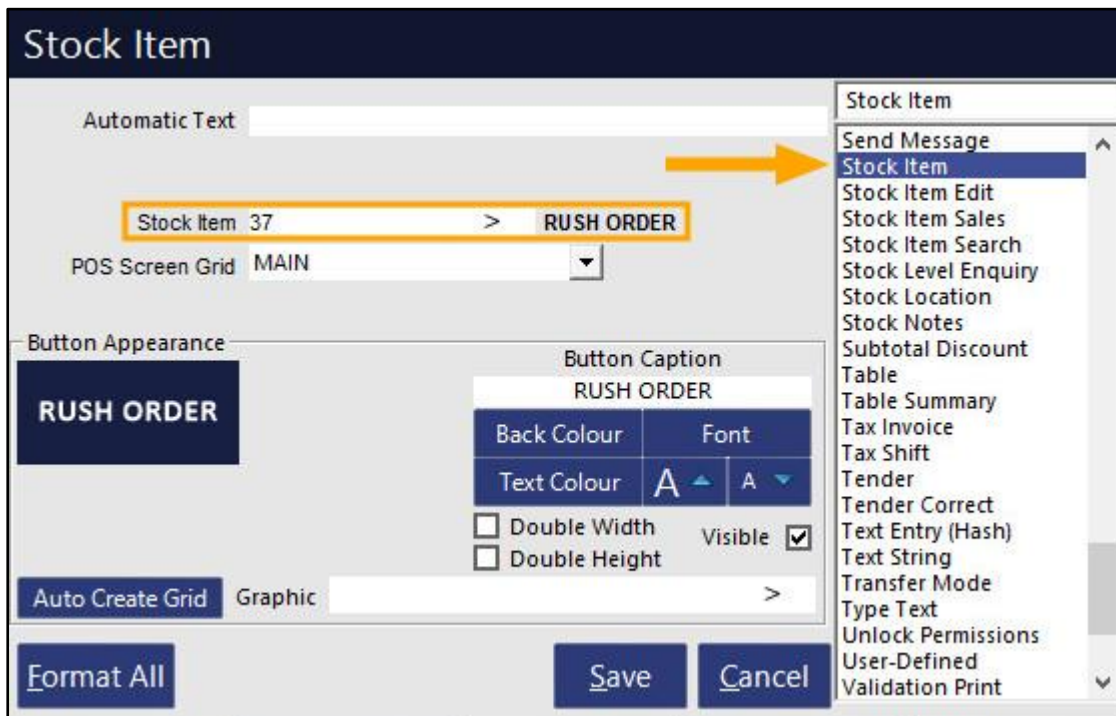 Stock Item
Automatic Text
Stock Item 37 > RUSH ORDER
POS Screen Grid MAIN
Button Appearance
RUSH ORDER
Button Caption
RUSH ORDER
Back Colour Font
Text Colour A A
Double Width
Double Height
Visible
Auto Create Grid Graphic >
Format All Save Cancel
Stock Item
Send Message
Stock Item
Stock Item Edit
Stock Item Sales
Stock Item Search
Stock Level Enquiry
Stock Location
Stock Notes
Subtotal Discount
Table
Table Summary
Tax Invoice
Tax Shift
Tender
Tender Correct
Text Entry (Hash)
Text String
Transfer Mode
Type Text
Unlock Permissions
User-Defined
Validation Print